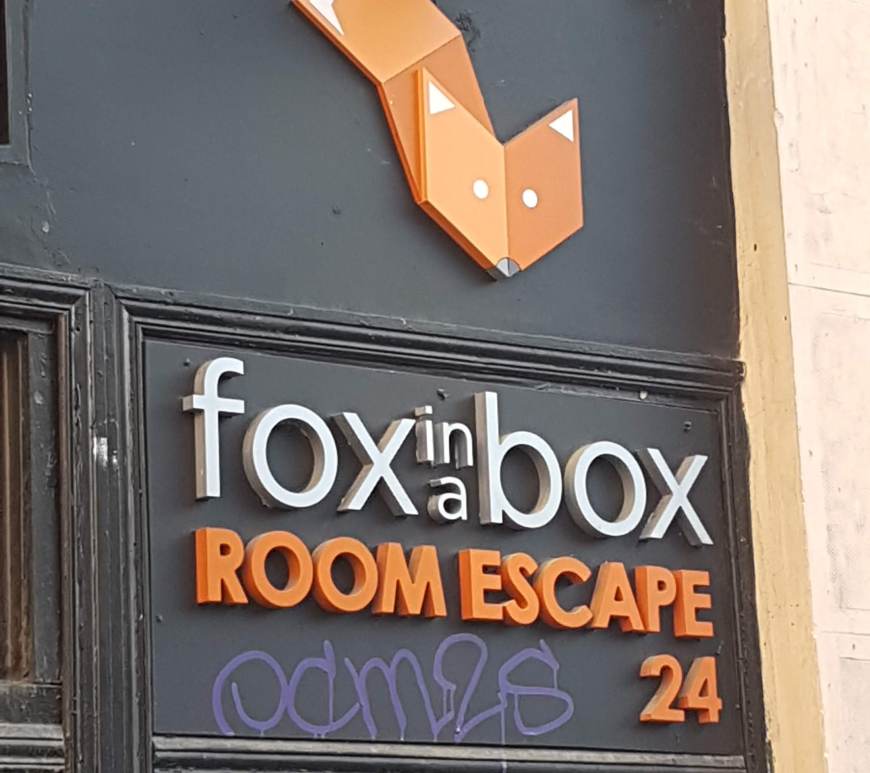 fox in a box
ROOM ESCAPE
24